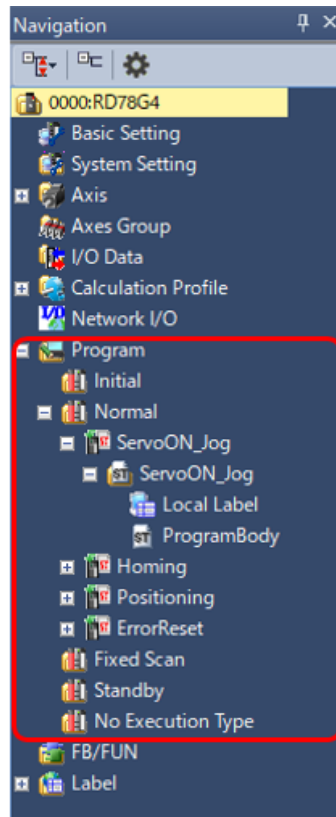 Navigation
0000:RD78G4
Basic Setting
System Setting
Axis
Axes Group
I/O Data
Calculation Profile
Network I/O
Program
Initial
Normal
ServoON_Jog
ServoON_Jog
Local Label
ProgramBody
Homing
Positioning
ErrorReset
Fixed Scan
Standby
No Execution Type
FB/FUN
Label